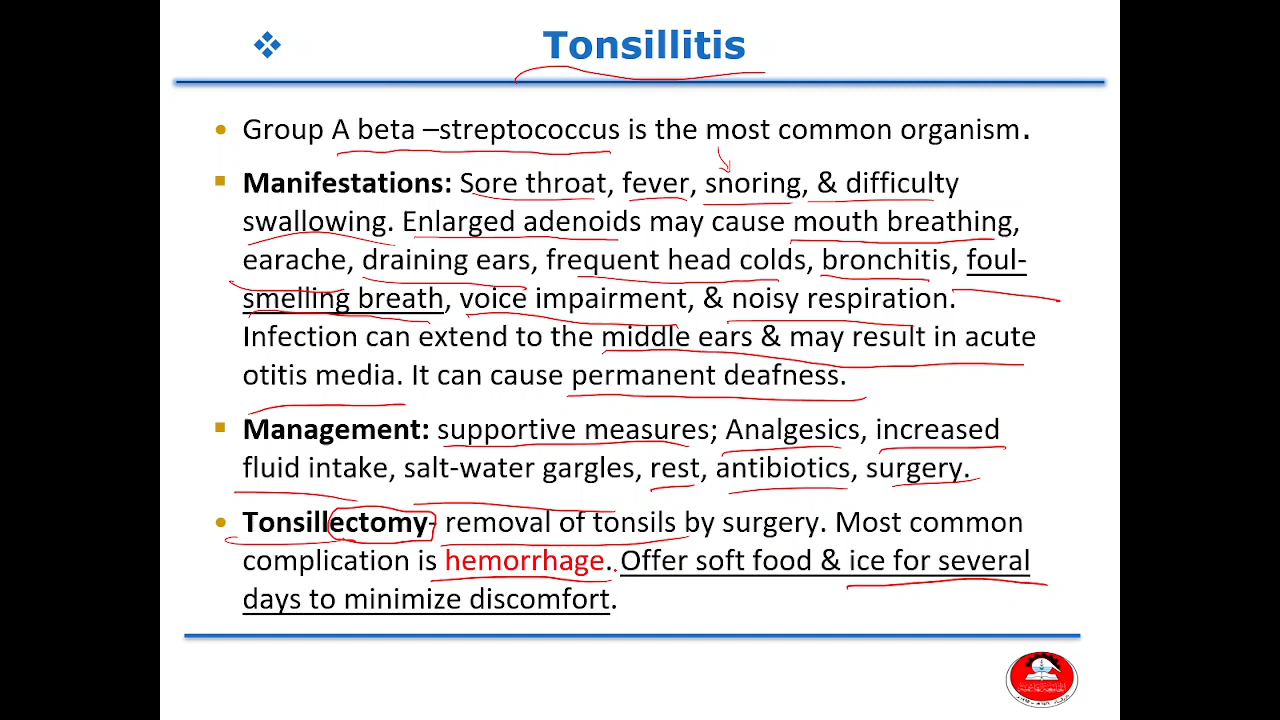 ❖ Tonsillitis
• Group A beta –streptococcus is the most common organism.
▪ Manifestations: Sore throat, fever, snoring, & difficulty
swallowing. Enlarged adenoids may cause mouth breathing,
earache, draining ears, frequent head colds, bronchitis, foul-
smelling breath, voice impairment, & noisy respiration.
Infection can extend to the middle ears & may result in acute
otitis media. It can cause permanent deafness.
▪ Management: supportive measures; Analgesics, increased
fluid intake, salt-water gargles, rest, antibiotics, surgery.
• Tonsillectomy- removal of tonsils by surgery. Most common
complication is hemorrhage. Offer soft food & ice for several
days to minimize discomfort.